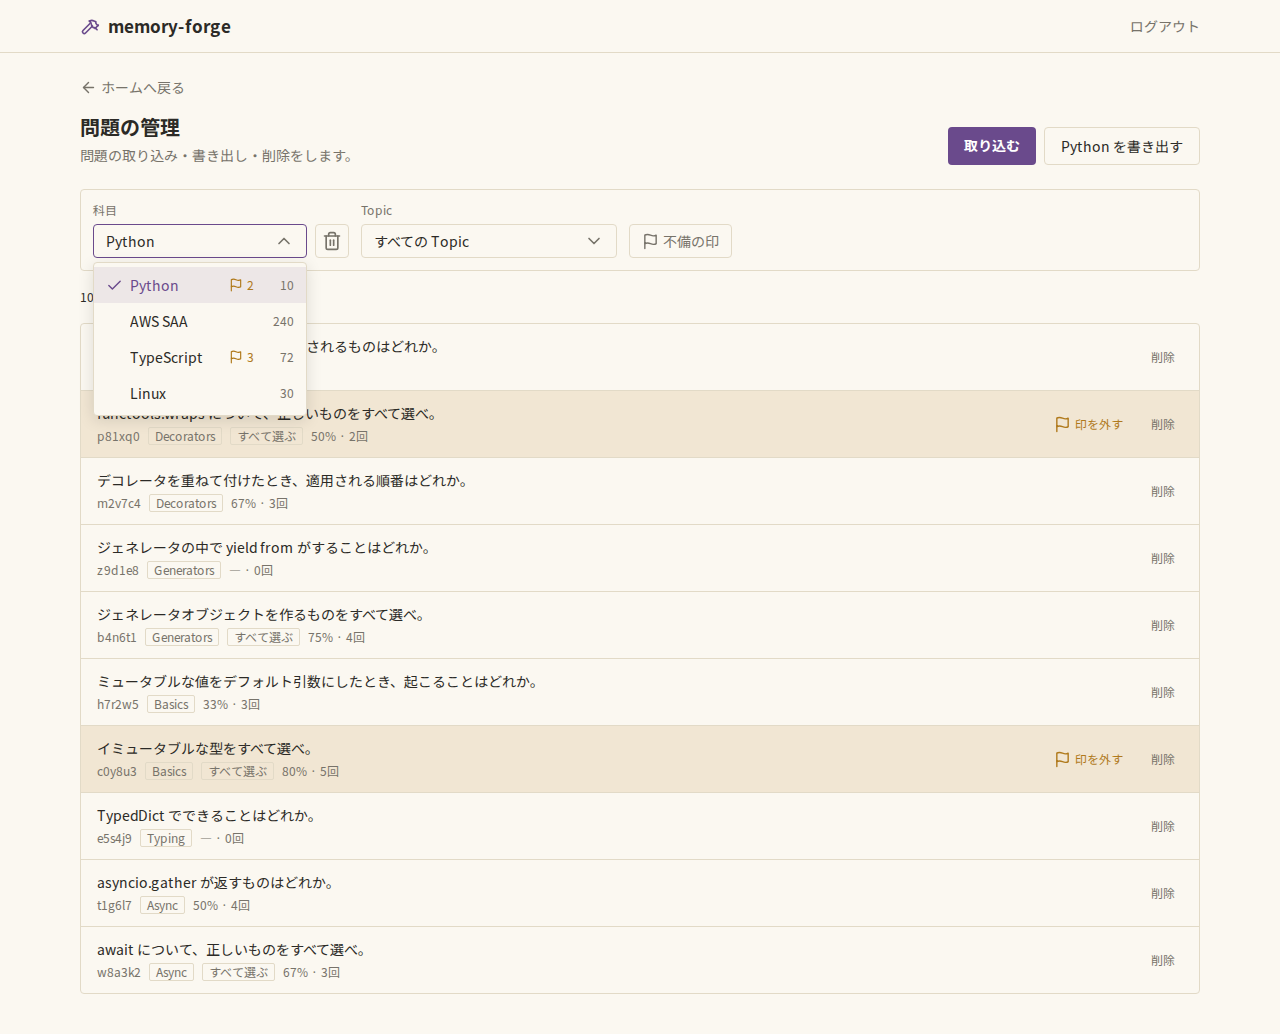 memory-forge
ログアウト
ホームへ戻る
問題の管理
問題の取り込み・書き出し・削除をします。
取り込む
Python を書き出す
科目
Topic
Python
すべての Topic
不備の印
Python 2 10
AWS SAA 240
TypeScript 3 72
Linux 30
10
されるものはどれか。
削除
functools.wraps について、正しいものをすべて選べ。
p81xq0 Decorators すべて選ぶ 50% · 2回
印を外す
削除
デコレータを重ねて付けたとき、適用される順番はどれか。
m2v7c4 Decorators 67% · 3回
削除
ジェネレータの中で yield from がすることはどれか。
z9d1e8 Generators — · 0回
削除
ジェネレータオブジェクトを作るものをすべて選べ。
b4n6t1 Generators すべて選ぶ 75% · 4回
削除
ミュータブルな値をデフォルト引数にしたとき、起こることはどれか。
h7r2w5 Basics 33% · 3回
削除
イミュータブルな型をすべて選べ。
c0y8u3 Basics すべて選ぶ 80% · 5回
印を外す
削除
TypedDict でできることはどれか。
e5s4j9 Typing — · 0回
削除
asyncio.gather が返すものはどれか。
t1g6l7 Async 50% · 4回
削除
await について、正しいものをすべて選べ。
w8a3k2 Async すべて選ぶ 67% · 3回
削除